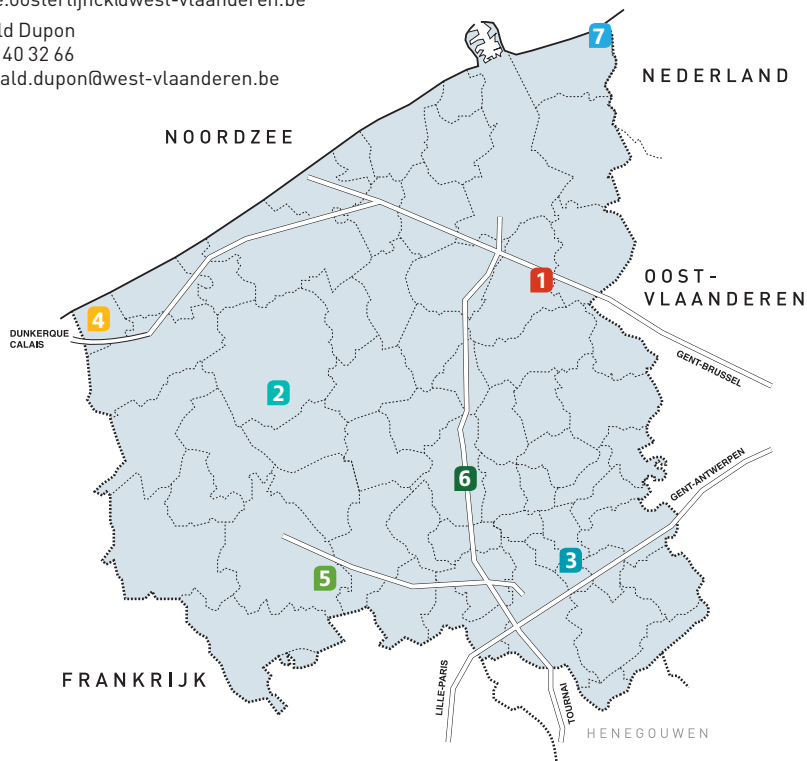 ld Dupon
40 32 66
ald.dupon@west-vlaanderen.be
7
NEDERLAND
NOORDZEE
1
OOST-
VLAANDEREN
4
DUNKERQUE
CALAIS
GENT-BRUSSEL
2
6
GENT-ANTWERPEN
3
5
FRANKRIJK
LILLE-PARIS
TOURNAI
HENEGOUWEN